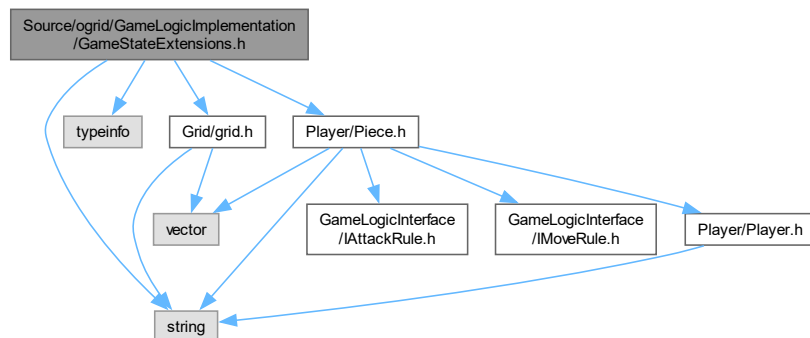 Source/ogrid/GameLogicImplementation
/GameStateExtensions.h
typeinfo
Grid/grid.h
Player/Piece.h
vector
GameLogicInterface
/IAttackRule.h
GameLogicInterface
/IMoveRule.h
Player/Player.h
string